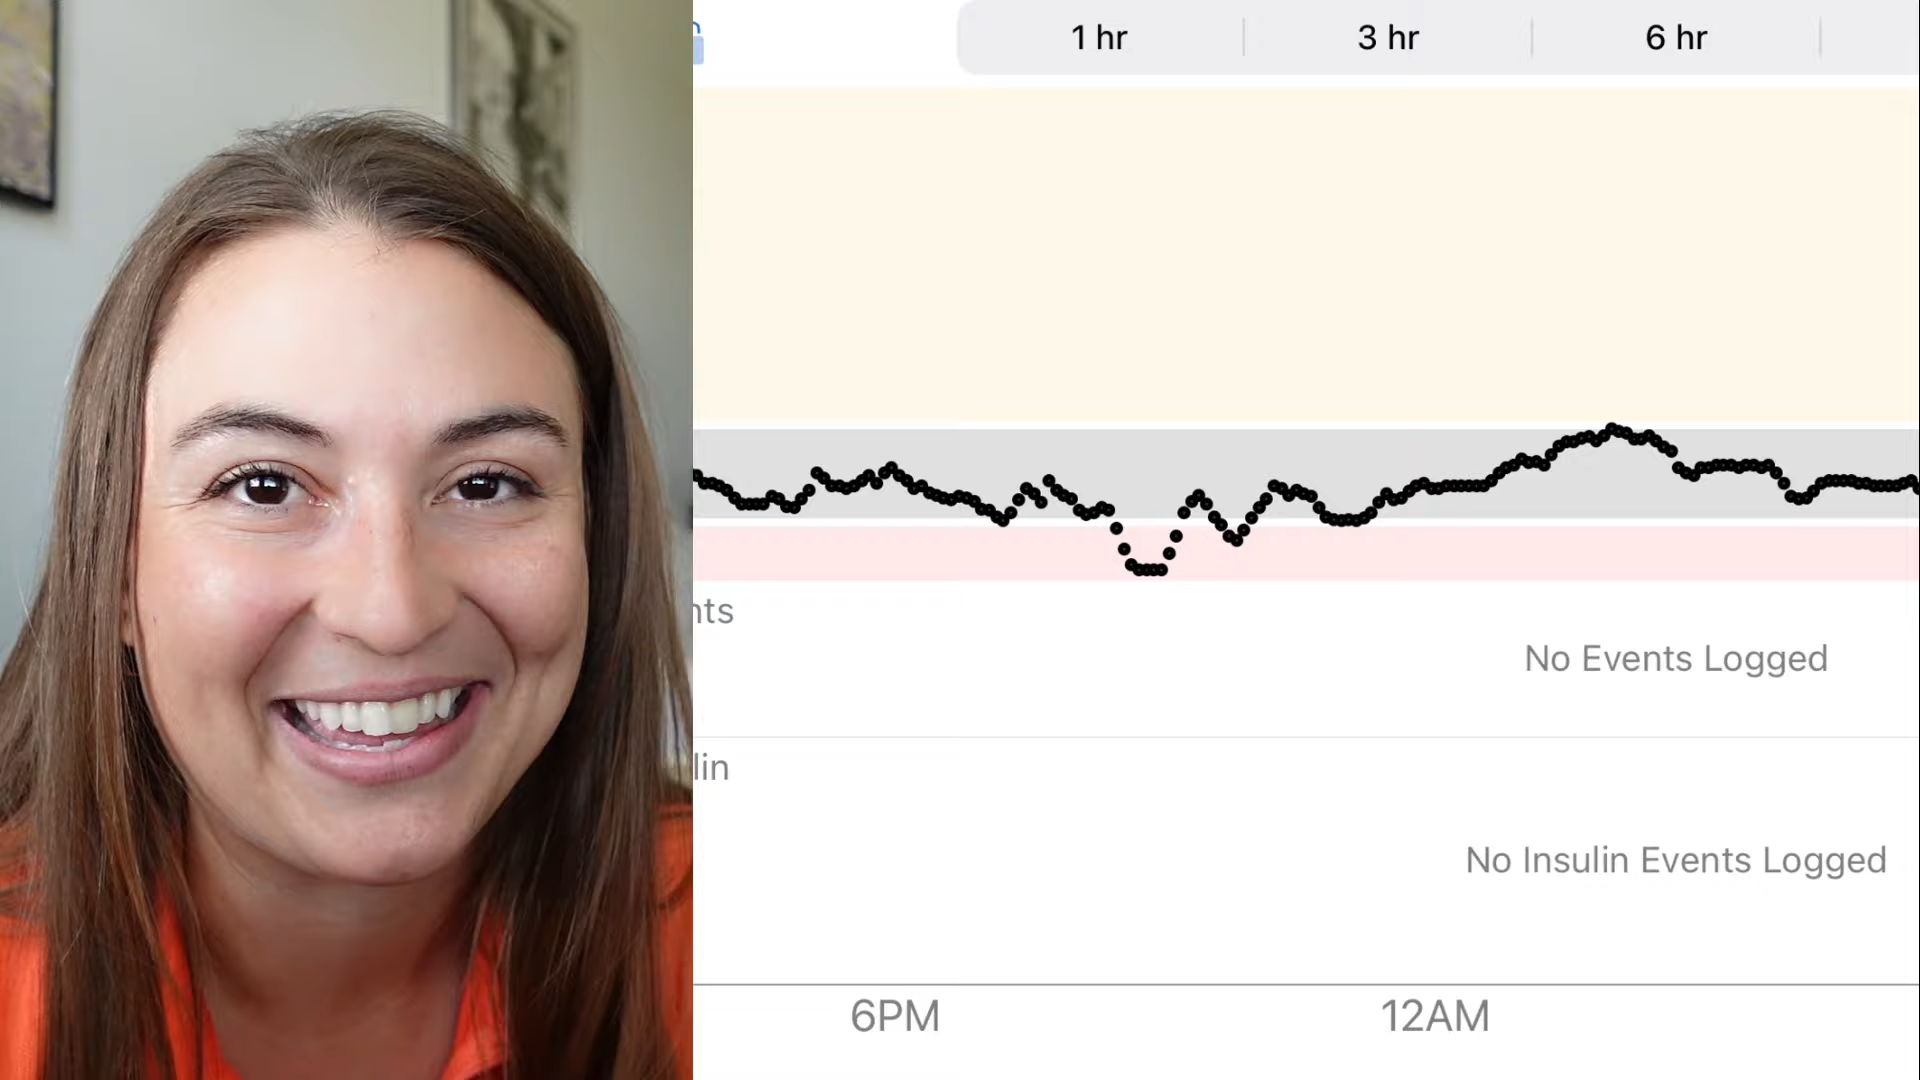 1 hr
3 hr
6 hr
nts
No Events Logged
lin
No Insulin Events Logged
6PM
12AM